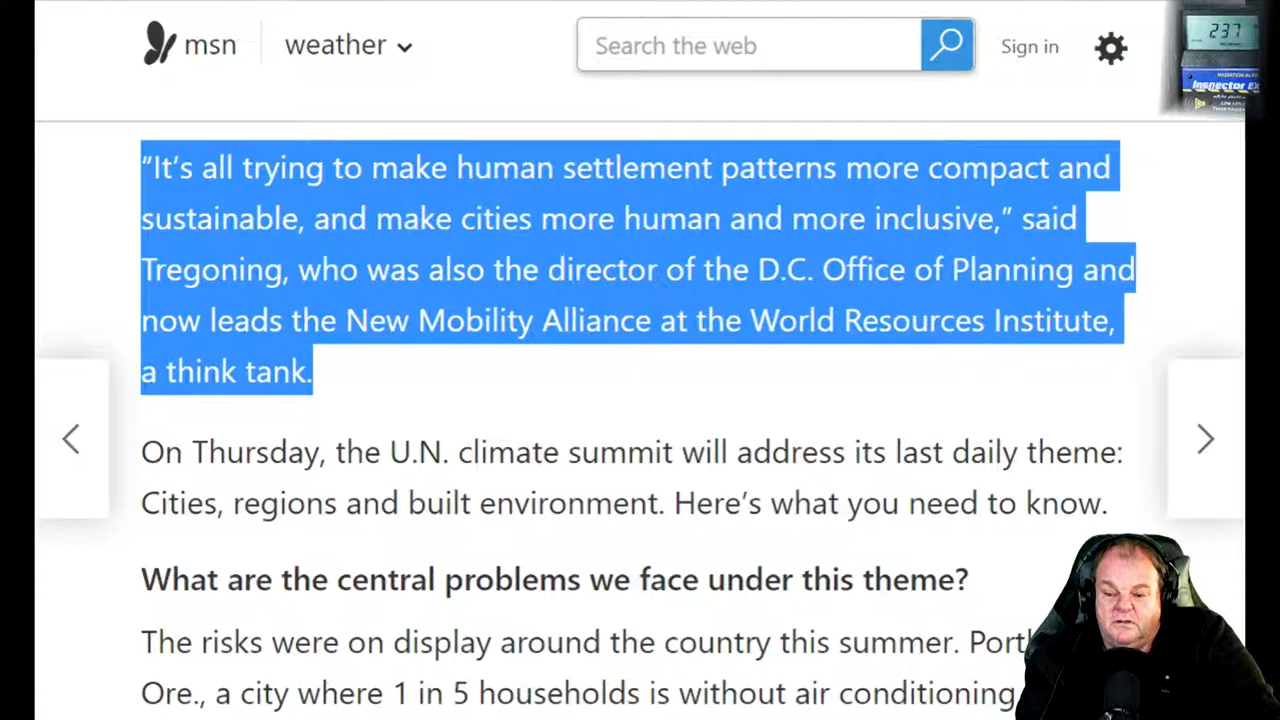 msn
weather
Search the web
Sign in
237
Inspector EX
“It’s all trying to make human settlement patterns more compact and
sustainable, and make cities more human and more inclusive,” said
Tregoning, who was also the director of the D.C. Office of Planning and
now leads the New Mobility Alliance at the World Resources Institute,
a think tank.
On Thursday, the U.N. climate summit will address its last daily theme:
Cities, regions and built environment. Here’s what you need to know.
What are the central problems we face under this theme?
The risks were on display around the country this summer.
Ore., a city where 1 in 5 households is without air conditioning